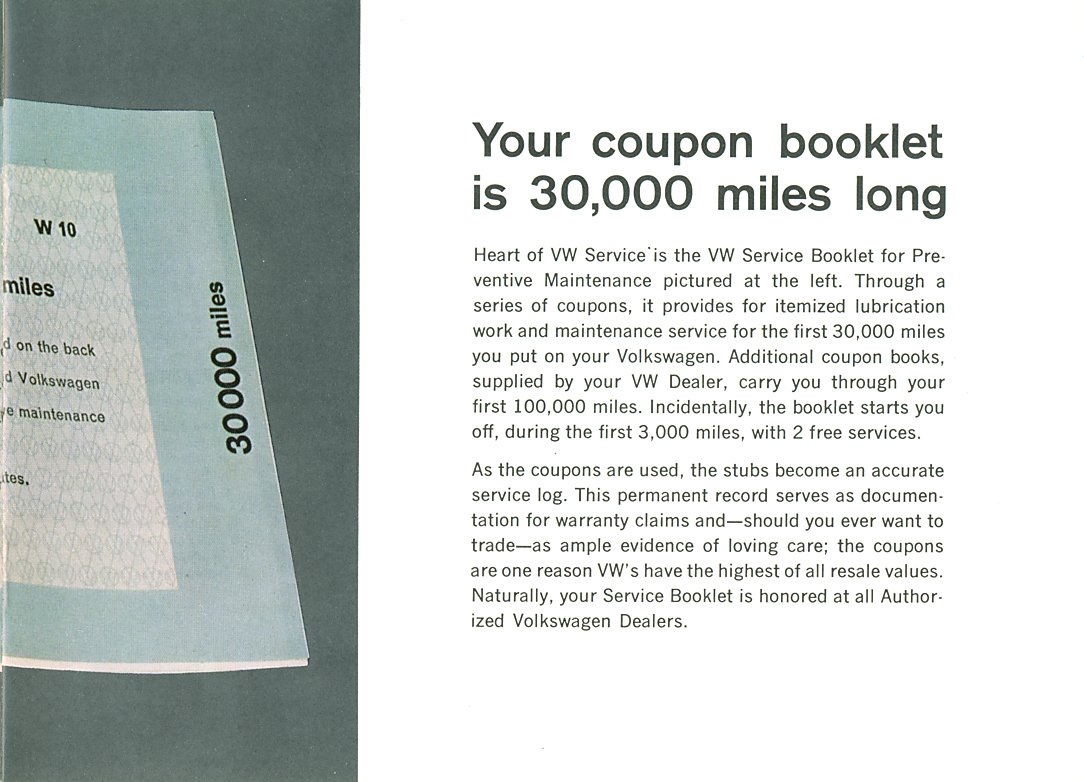 W 10
miles
d on the back
d Volkswagen
e maintenance
tes.
30 000 miles
Your coupon booklet
is 30,000 miles long
Heart of VW Service is the VW Service Booklet for Pre-
ventive Maintenance pictured at the left. Through a
series of coupons, it provides for itemized lubrication
work and maintenance service for the first 30,000 miles
you put on your Volkswagen. Additional coupon books,
supplied by your VW Dealer, carry you through your
first 100,000 miles. Incidentally, the booklet starts you
off, during the first 3,000 miles, with 2 free services.
As the coupons are used, the stubs become an accurate
service log. This permanent record serves as documen-
tation for warranty claims and—should you ever want to
trade—as ample evidence of loving care; the coupons
are one reason VW's have the highest of all resale values.
Naturally, your Service Booklet is honored at all Author-
ized Volkswagen Dealers.